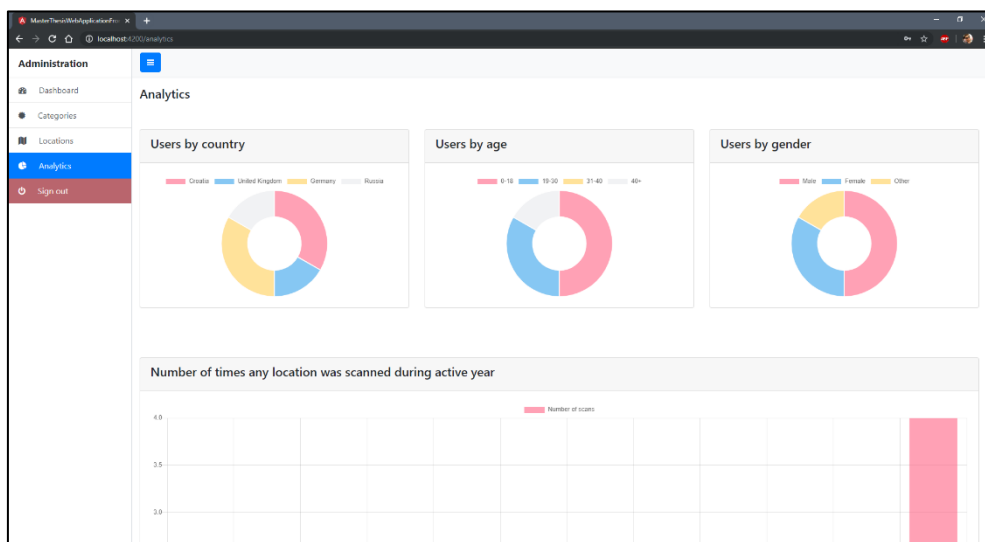 MasterThesisWebApplicationFro
localhost:4200/analytics
Administration
Dashboard
Categories
Locations
Analytics
Sign out
Analytics
Users by country
Croatia United Kingdom Germany Russia
Users by age
0-18 19-30 31-40 40+
Users by gender
Male Female Other
Number of times any location was scanned during active year
Number of scans
4.0
3.5
3.0